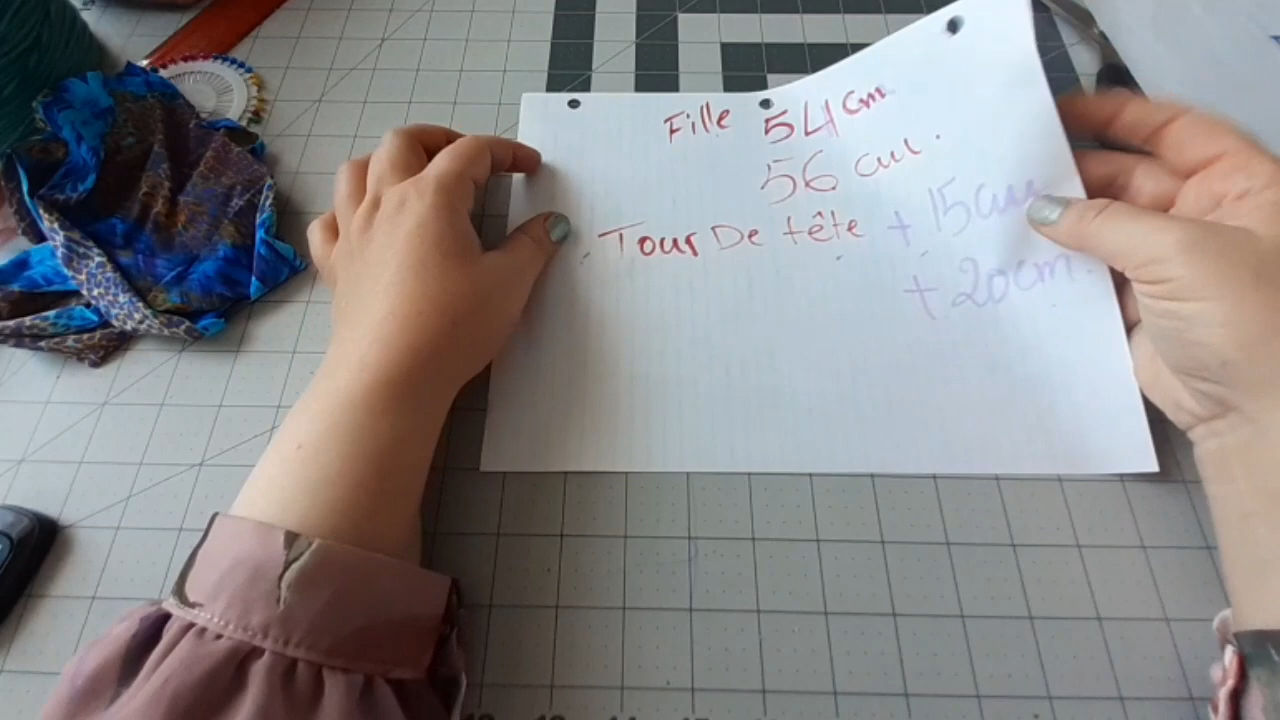 Fille 54 cm
56 cm.
Tour De tête + 15 cm
+ 20 cm.